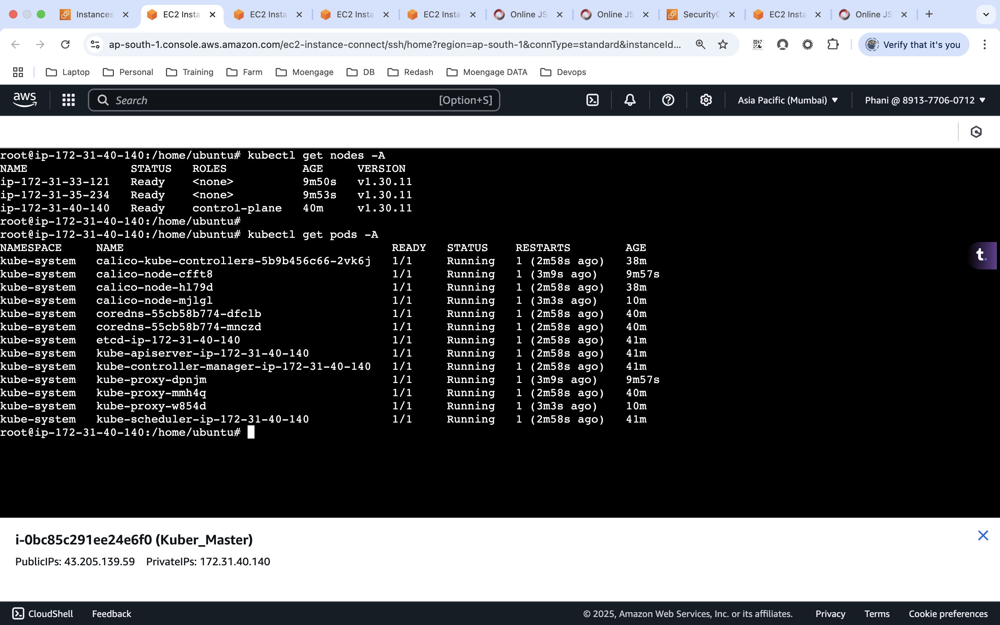 Instances
EC2 Insta
EC2 Insta
EC2 Insta
EC2 Insta
Online JS
Online JS
SecurityG
EC2 Insta
Online JS
ap-south-1.console.aws.amazon.com/ec2-instance-connect/ssh/home?region=ap-south-1&connType=standard&instanceId...
Verify that it's you
Laptop Personal Training Farm Moengage DB Redash Moengage DATA Devops
aws Search [Option+S] Asia Pacific (Mumbai) Phani @ 8913-7706-0712
root@ip-172-31-40-140:/home/ubuntu# kubectl get nodes -A
NAME STATUS ROLES AGE VERSION
ip-172-31-33-121 Ready <none> 9m50s v1.30.11
ip-172-31-35-234 Ready <none> 9m53s v1.30.11
ip-172-31-40-140 Ready control-plane 40m v1.30.11
root@ip-172-31-40-140:/home/ubuntu#
root@ip-172-31-40-140:/home/ubuntu# kubectl get pods -A
NAMESPACE NAME READY STATUS RESTARTS AGE
kube-system calico-kube-controllers-5b9b456c66-2vk6j 1/1 Running 1 (2m58s ago) 38m
kube-system calico-node-cfft8 1/1 Running 1 (3m9s ago) 9m57s
kube-system calico-node-hl79d 1/1 Running 1 (2m58s ago) 38m
kube-system calico-node-mjlgl 1/1 Running 1 (3m3s ago) 10m
kube-system coredns-55cb58b774-dfclb 1/1 Running 1 (2m58s ago) 40m
kube-system coredns-55cb58b774-mnczd 1/1 Running 1 (2m58s ago) 40m
kube-system etcd-ip-172-31-40-140 1/1 Running 1 (2m58s ago) 41m
kube-system kube-apiserver-ip-172-31-40-140 1/1 Running 1 (2m58s ago) 41m
kube-system kube-controller-manager-ip-172-31-40-140 1/1 Running 1 (2m58s ago) 41m
kube-system kube-proxy-dpnjm 1/1 Running 1 (3m9s ago) 9m57s
kube-system kube-proxy-mmh4q 1/1 Running 1 (2m58s ago) 40m
kube-system kube-proxy-w854d 1/1 Running 1 (3m3s ago) 10m
kube-system kube-scheduler-ip-172-31-40-140 1/1 Running 1 (2m58s ago) 41m
root@ip-172-31-40-140:/home/ubuntu#
t.
i-0bc85c291ee24e6f0 (Kuber_Master)
PublicIPs: 43.205.139.59 PrivateIPs: 172.31.40.140
CloudShell Feedback © 2025, Amazon Web Services, Inc. or its affiliates. Privacy Terms Cookie preferences